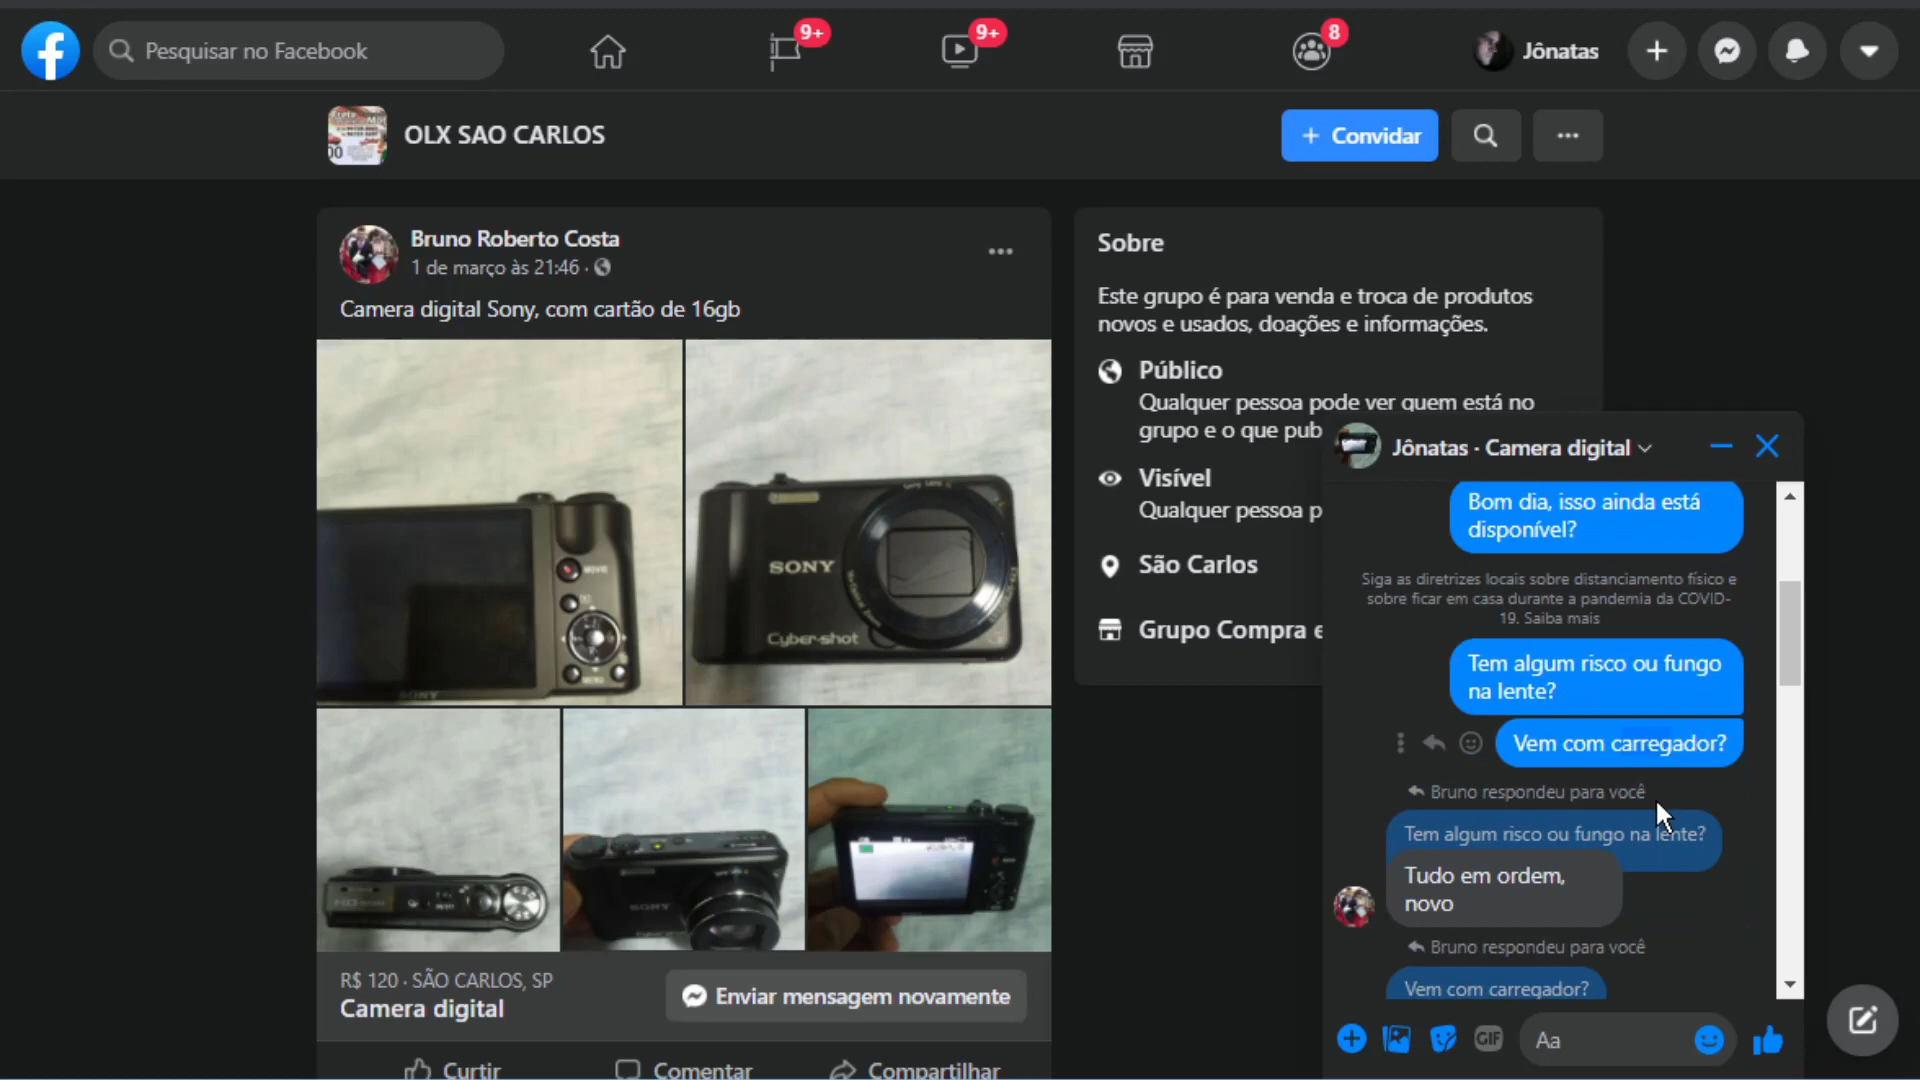 Pesquisar no Facebook
9+
9+
8
Jônatas
OLX SAO CARLOS
+ Convidar
Bruno Roberto Costa
1 de março às 21:46 ·
Camera digital Sony, com cartão de 16gb
MOVIE
MENU
SONY
SONY
Cyber-shot
SONY
R$ 120 · SÃO CARLOS, SP
Camera digital
Enviar mensagem novamente
Curtir
Comentar
Compartilhar
Sobre
Este grupo é para venda e troca de produtos
novos e usados, doações e informações.
Público
Qualquer pessoa pode ver quem está no
grupo e o que pub
Visível
Qualquer pessoa p
São Carlos
Grupo Compra e
Jônatas · Camera digital
Bom dia, isso ainda está
disponível?
Siga as diretrizes locais sobre distanciamento físico e
sobre ficar em casa durante a pandemia da COVID-
19. Saiba mais
Tem algum risco ou fungo
na lente?
Vem com carregador?
Bruno respondeu para você
Tem algum risco ou fungo na lente?
Tudo em ordem,
novo
Bruno respondeu para você
Vem com carregador?
GIF
Aa